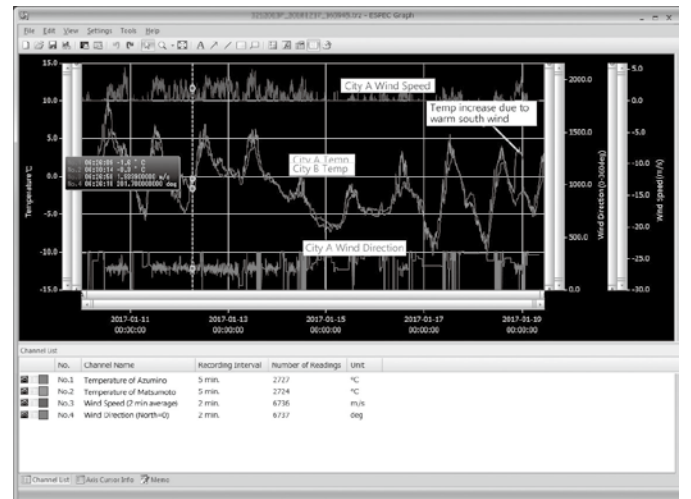 ESPEC Graph
File Edit View Settings Tools Help
15.0
10.0
5.0
0.0
-5.0
-10.0
-15.0
Temperature°C
City A Wind Speed
Temp increase due to
warm south wind
City A Temp.
City B Temp
City A Wind Direction
2000.0
1500.0
1000.0
500.0
0.0
Wind Direction(0-360deg)
5.0
0.0
-5.0
-10.0
-15.0
-20.0
-25.0
-30.0
Wind Speed(m/s)
2017-01-11 2017-01-13 2017-01-15 2017-01-17 2017-01-19
00:00:00 00:00:00 00:00:00 00:00:00 00:00:00
Channel List
No. Channel Name Recording Interval Number of Readings Unit
No.1 Temperature of Azumino 5 min. 2727 °C
No.2 Temperature of Matsumoto 5 min. 2724 °C
No.3 Wind Speed (2 min average) 2 min. 6736 m/s
No.4 Wind Direction (North=0) 2 min. 6737 deg
Channel List Axis Cursor Info Memo